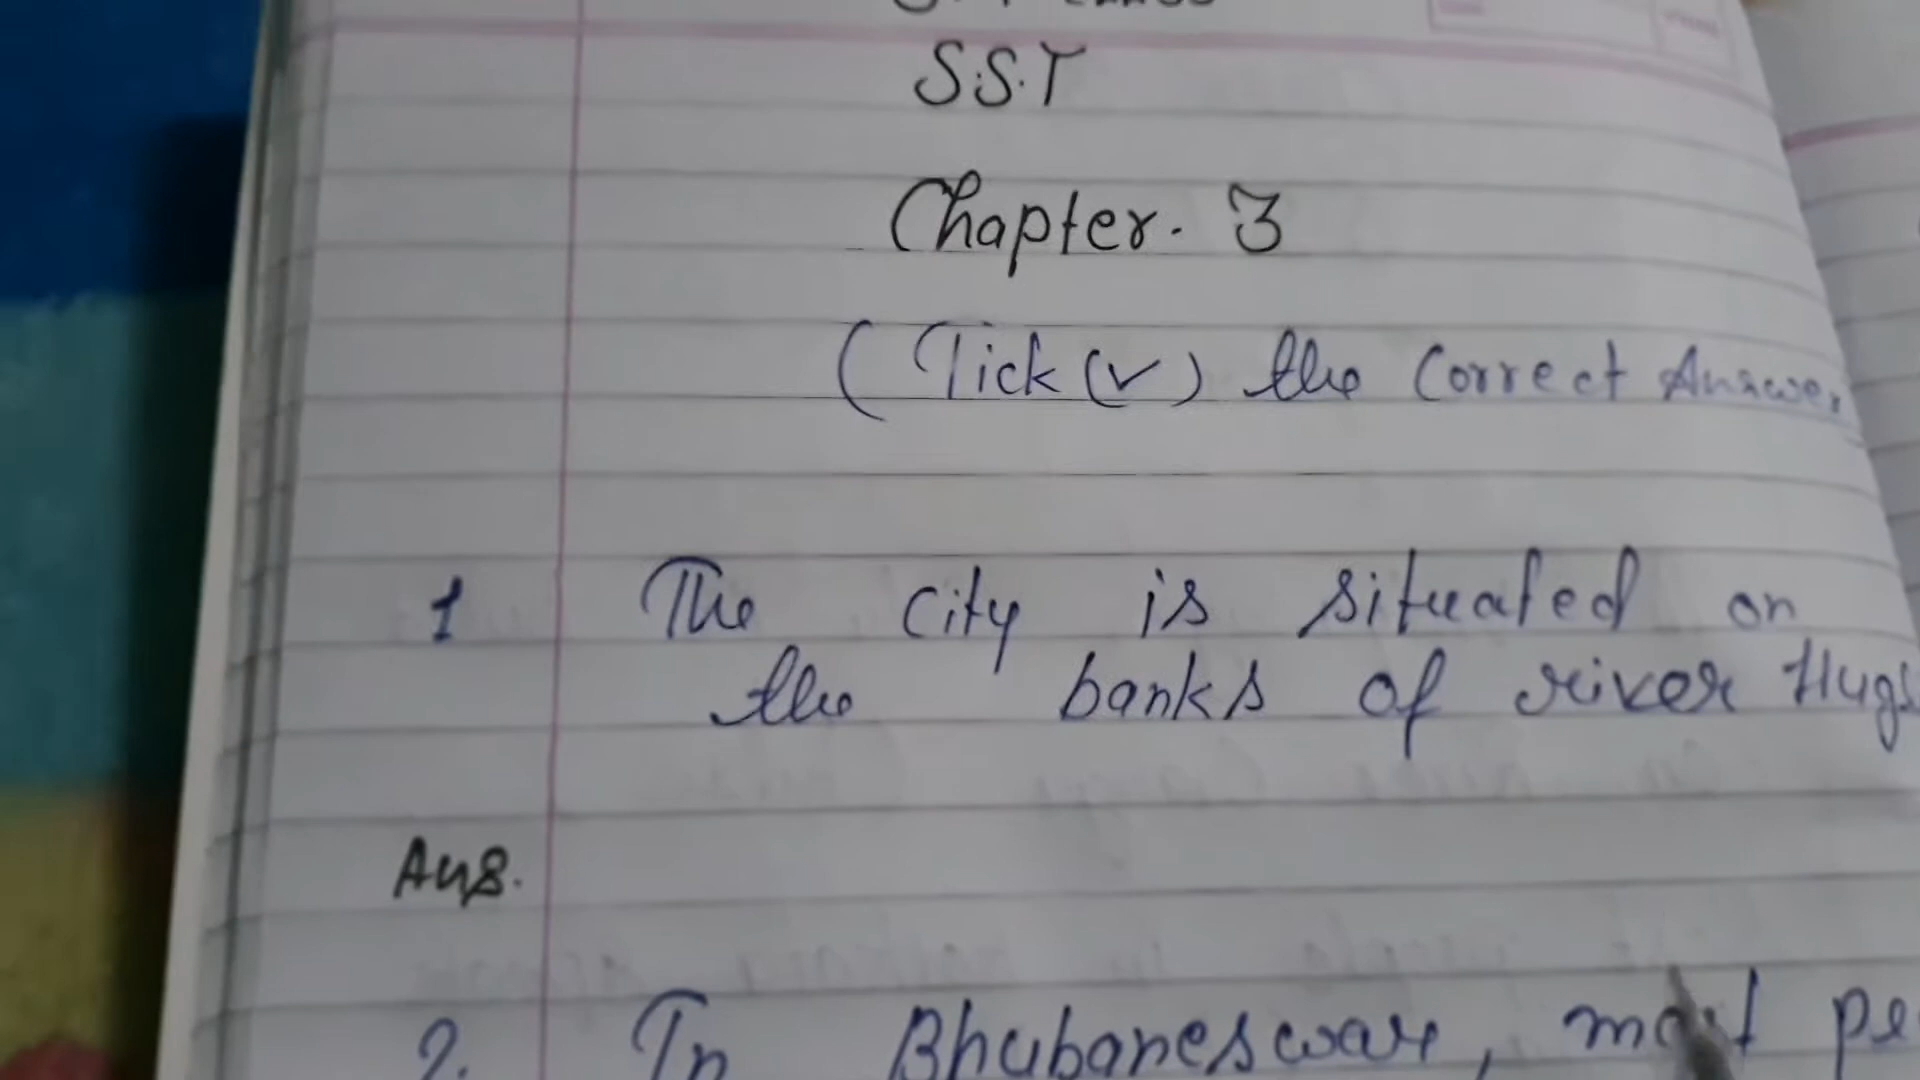 S.S.T
Chapter. 3
( Tick (✓) the Correct Answer
1 The city is situated on
the banks of river
Ans.
2. In Bhubaneswar, most